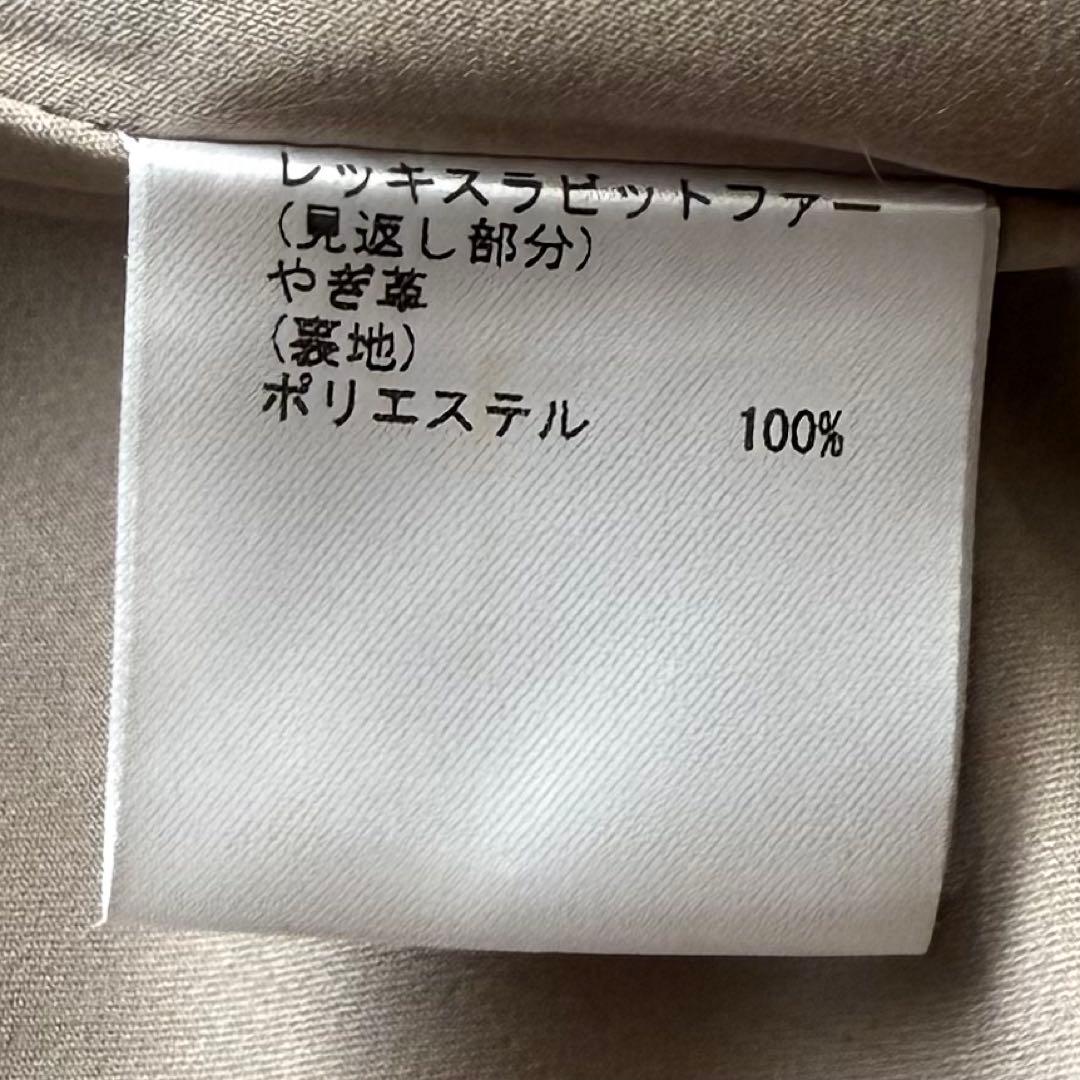 レッキスラビットファー
(見返し部分)
やぎ革
(裏地)
ポリエステル 100%